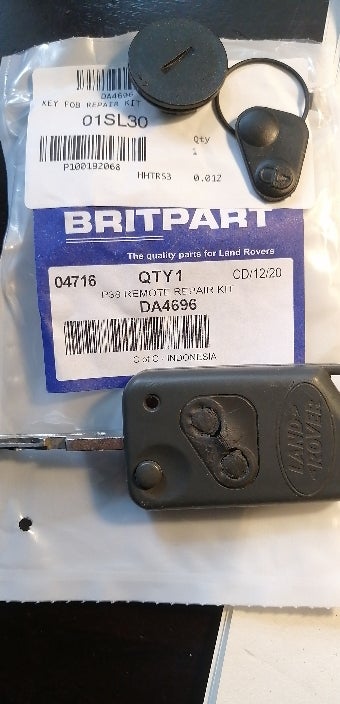 DA4696
KEY FOB REPAIR KIT
01SL30
Qty
1
P100192068
HHTRS3 0.012
BRITPART
The quality parts for Land Rovers
04716 QTY1 CD/12/20
P38 REMOTE REPAIR KIT
DA4696
C of O - INDONESIA
LAND-
ROVER